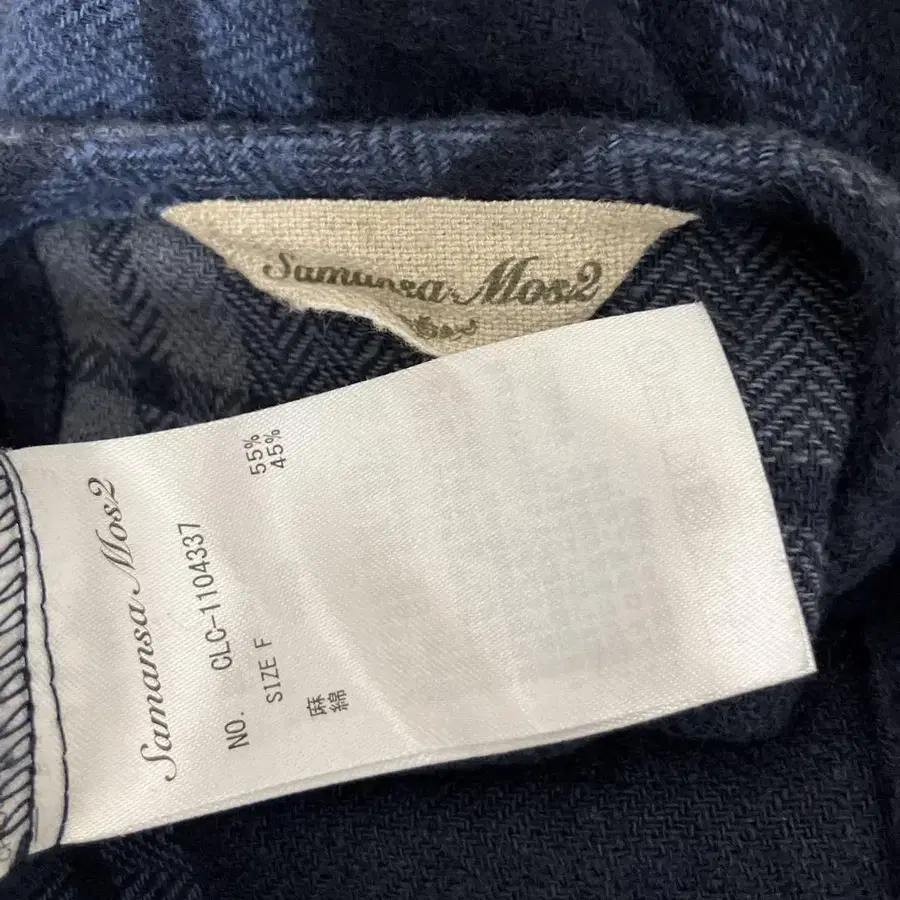 Samansa Mos2
Samansa Mos2
NO. CLC-1104337
SIZE F
麻 55%
綿 45%